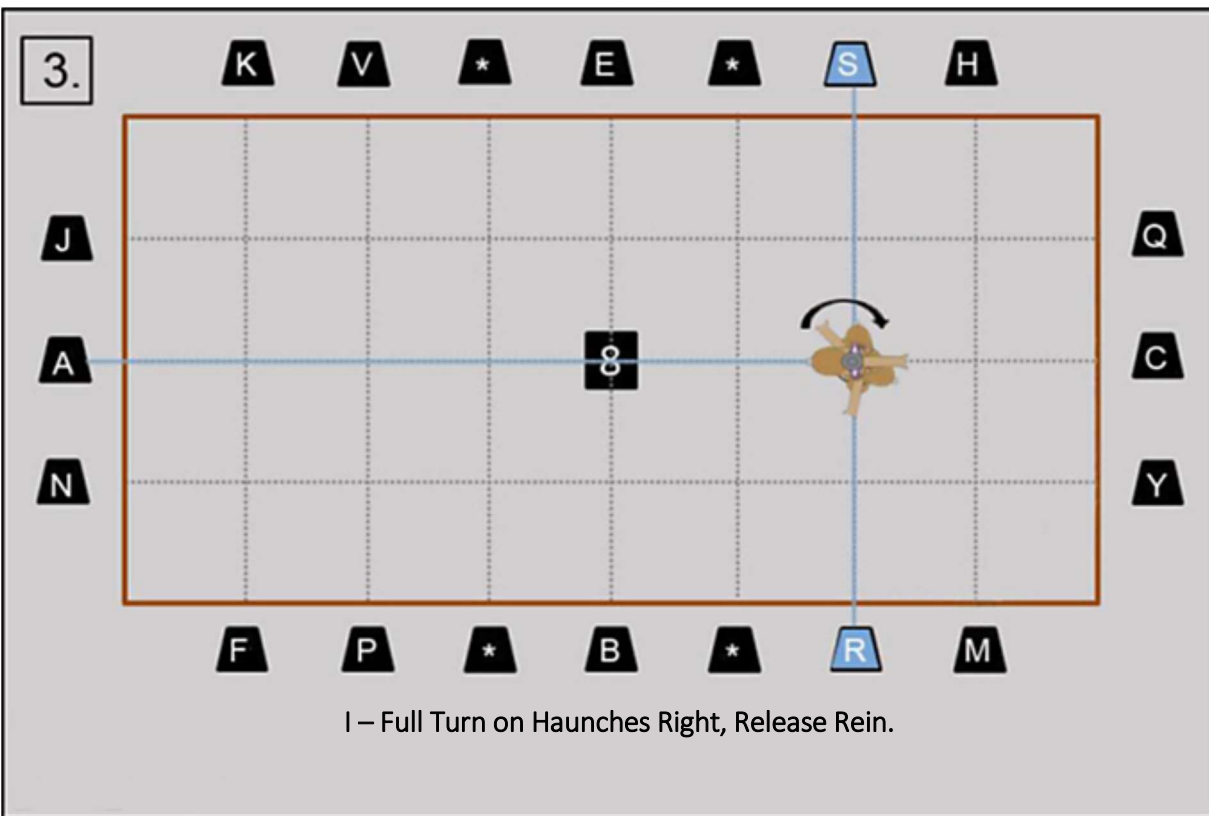 3.
K V * E * S H
J Q
A 8 C
N Y
F P * B * R M
I – Full Turn on Haunches Right, Release Rein.